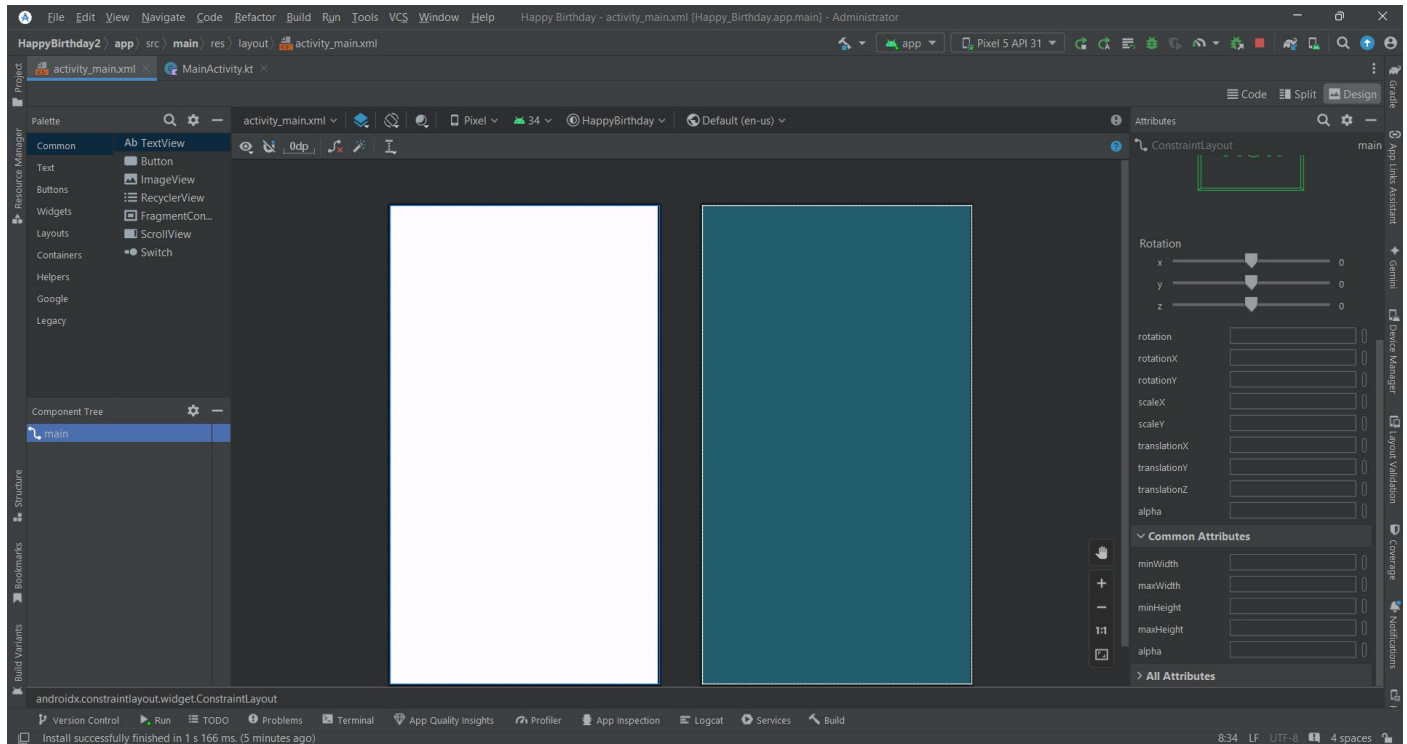 File Edit View Navigate Code Refactor Build Run Tools VCS Window Help Happy Birthday - activity_main.xml [Happy_Birthday.app.main] - Administrator
HappyBirthday2 app src main res layout activity_main.xml app Pixel 5 API 31
activity_main.xml MainActivity.kt
Code Split Design
Palette activity_main.xml Pixel 34 HappyBirthday Default (en-us) Attributes
Common
Text
Buttons
Widgets
Layouts
Containers
Helpers
Google
Legacy
Ab TextView
Button
ImageView
RecyclerView
FragmentCon...
ScrollView
Switch
0dp
ConstraintLayout main
Rotation
x 0
y 0
z 0
rotation
rotationX
rotationY
scaleX
scaleY
translationX
translationY
translationZ
alpha
Common Attributes
minWidth
maxWidth
minHeight
maxHeight
alpha
All Attributes
Component Tree
main
1:1
Project
Resource Manager
Structure
Bookmarks
Build Variants
Gradle
App Links Assistant
Gemini
Device Manager
Layout Validation
Coverage
Notifications
androidx.constraintlayout.widget.ConstraintLayout
Version Control Run TODO Problems Terminal App Quality Insights Profiler App Inspection Logcat Services Build
Install successfully finished in 1 s 166 ms. (5 minutes ago) 8:34 LF UTF-8 4 spaces